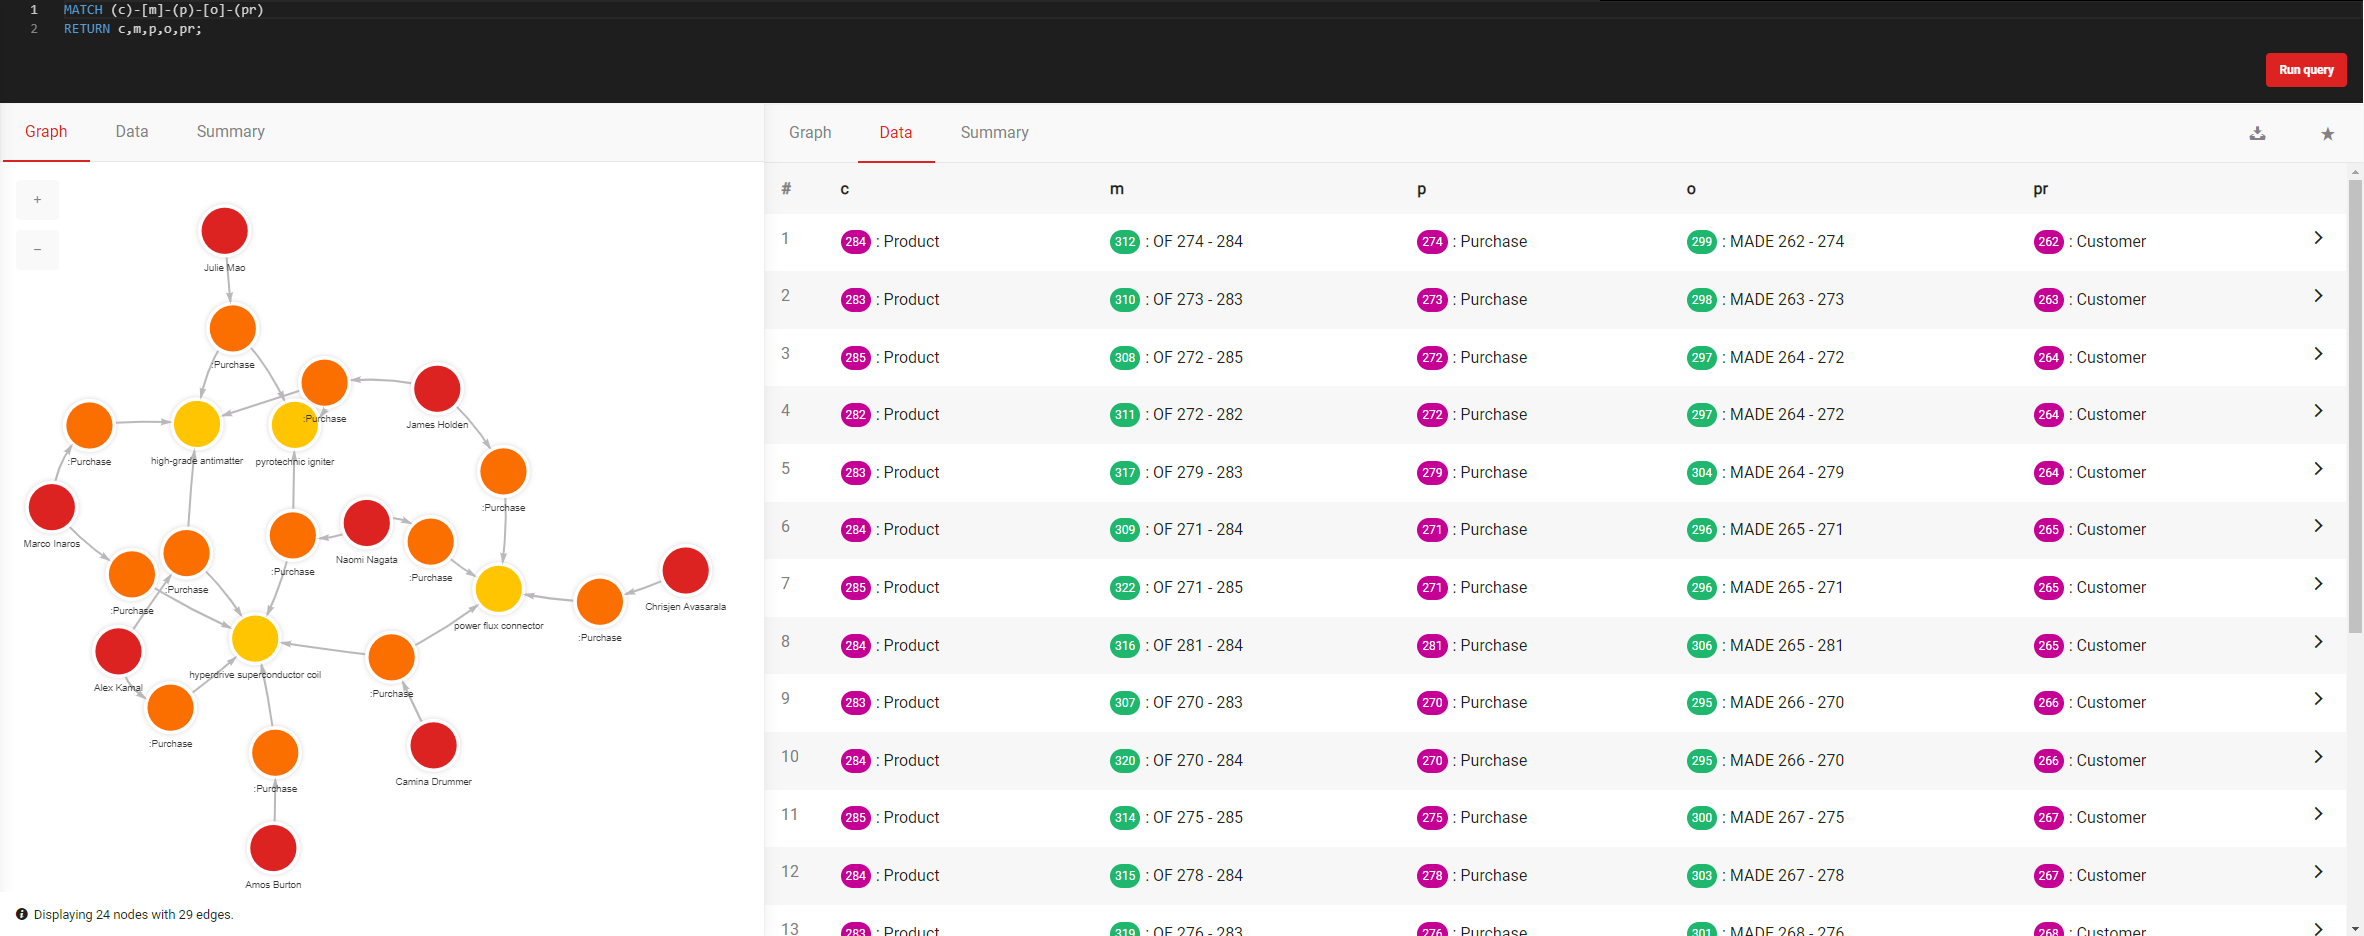 1 MATCH (c)-[m]-(p)-[o]-(pr)
2 RETURN c,m,p,o,pr;
Run query
Graph Data Summary
+
−
Julie Mao
:Purchase
:Purchase
James Holden
:Purchase
high-grade antimatter
pyrotechnic igniter
:Purchase
Marco Inaros
Naomi Nagata
:Purchase
:Purchase
:Purchase
:Purchase
Chrisjen Avasarala
power flux connector
:Purchase
hyperdrive superconductor coil
Alex Kamal
:Purchase
:Purchase
Camina Drummer
:Purchase
Amos Burton
Displaying 24 nodes with 29 edges.
Graph Data Summary
# c m p o pr
1 284 : Product 312 : OF 274 - 284 274 : Purchase 299 : MADE 262 - 274 262 : Customer
2 283 : Product 310 : OF 273 - 283 273 : Purchase 298 : MADE 263 - 273 263 : Customer
3 285 : Product 308 : OF 272 - 285 272 : Purchase 297 : MADE 264 - 272 264 : Customer
4 282 : Product 311 : OF 272 - 282 272 : Purchase 297 : MADE 264 - 272 264 : Customer
5 283 : Product 317 : OF 279 - 283 279 : Purchase 304 : MADE 264 - 279 264 : Customer
6 284 : Product 309 : OF 271 - 284 271 : Purchase 296 : MADE 265 - 271 265 : Customer
7 285 : Product 322 : OF 271 - 285 271 : Purchase 296 : MADE 265 - 271 265 : Customer
8 284 : Product 316 : OF 281 - 284 281 : Purchase 306 : MADE 265 - 281 265 : Customer
9 283 : Product 307 : OF 270 - 283 270 : Purchase 295 : MADE 266 - 270 266 : Customer
10 284 : Product 320 : OF 270 - 284 270 : Purchase 295 : MADE 266 - 270 266 : Customer
11 285 : Product 314 : OF 275 - 285 275 : Purchase 300 : MADE 267 - 275 267 : Customer
12 284 : Product 315 : OF 278 - 284 278 : Purchase 303 : MADE 267 - 278 267 : Customer
13 283 : Product 319 : OF 276 - 283 276 : Purchase 301 : MADE 268 - 276 268 : Customer